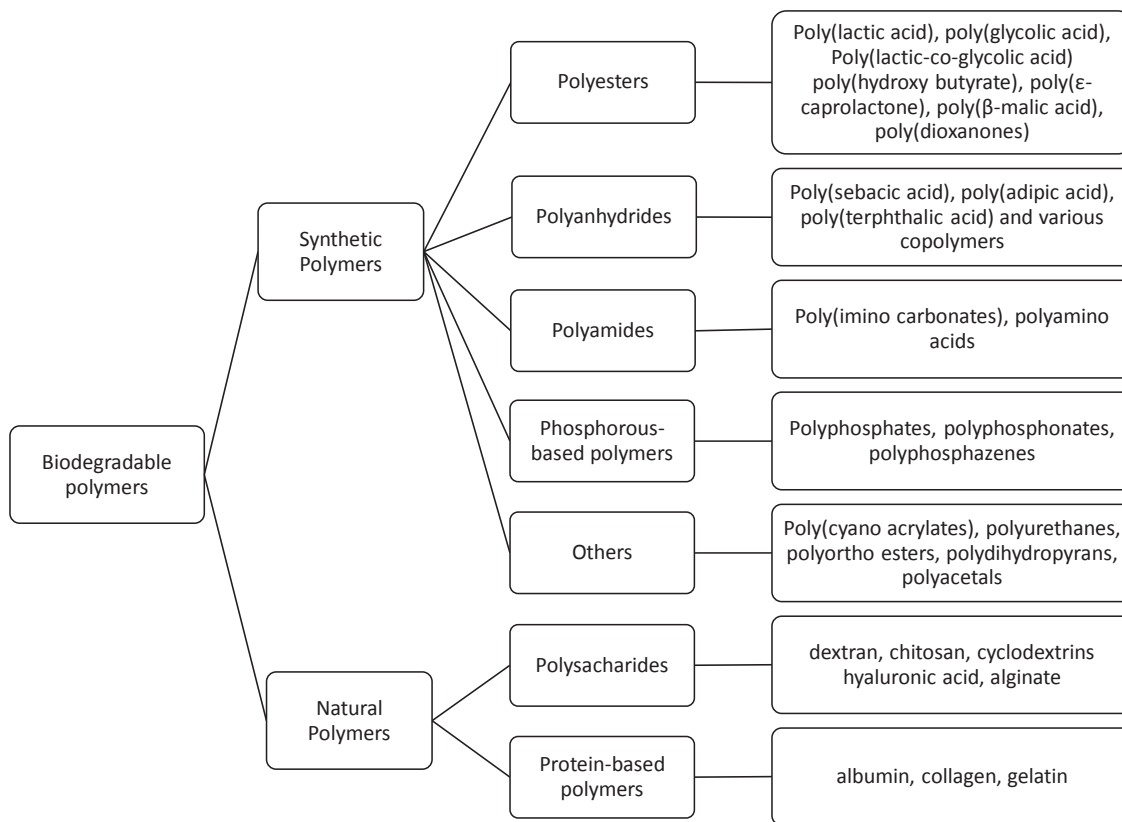 Biodegradable
polymers
Synthetic
Polymers
Polyesters
Poly(lactic acid), poly(glycolic acid),
Poly(lactic-co-glycolic acid)
poly(hydroxy butyrate), poly(ε-
caprolactone), poly(β-malic acid),
poly(dioxanones)
Polyanhydrides
Poly(sebacic acid), poly(adipic acid),
poly(terphthalic acid) and various
copolymers
Polyamides
Poly(imino carbonates), polyamino
acids
Phosphorous-
based polymers
Polyphosphates, polyphosphonates,
polyphosphazenes
Others
Poly(cyano acrylates), polyurethanes,
polyortho esters, polydihydropyrans,
polyacetals
Natural
Polymers
Polysacharides
dextran, chitosan, cyclodextrins
hyaluronic acid, alginate
Protein-based
polymers
albumin, collagen, gelatin